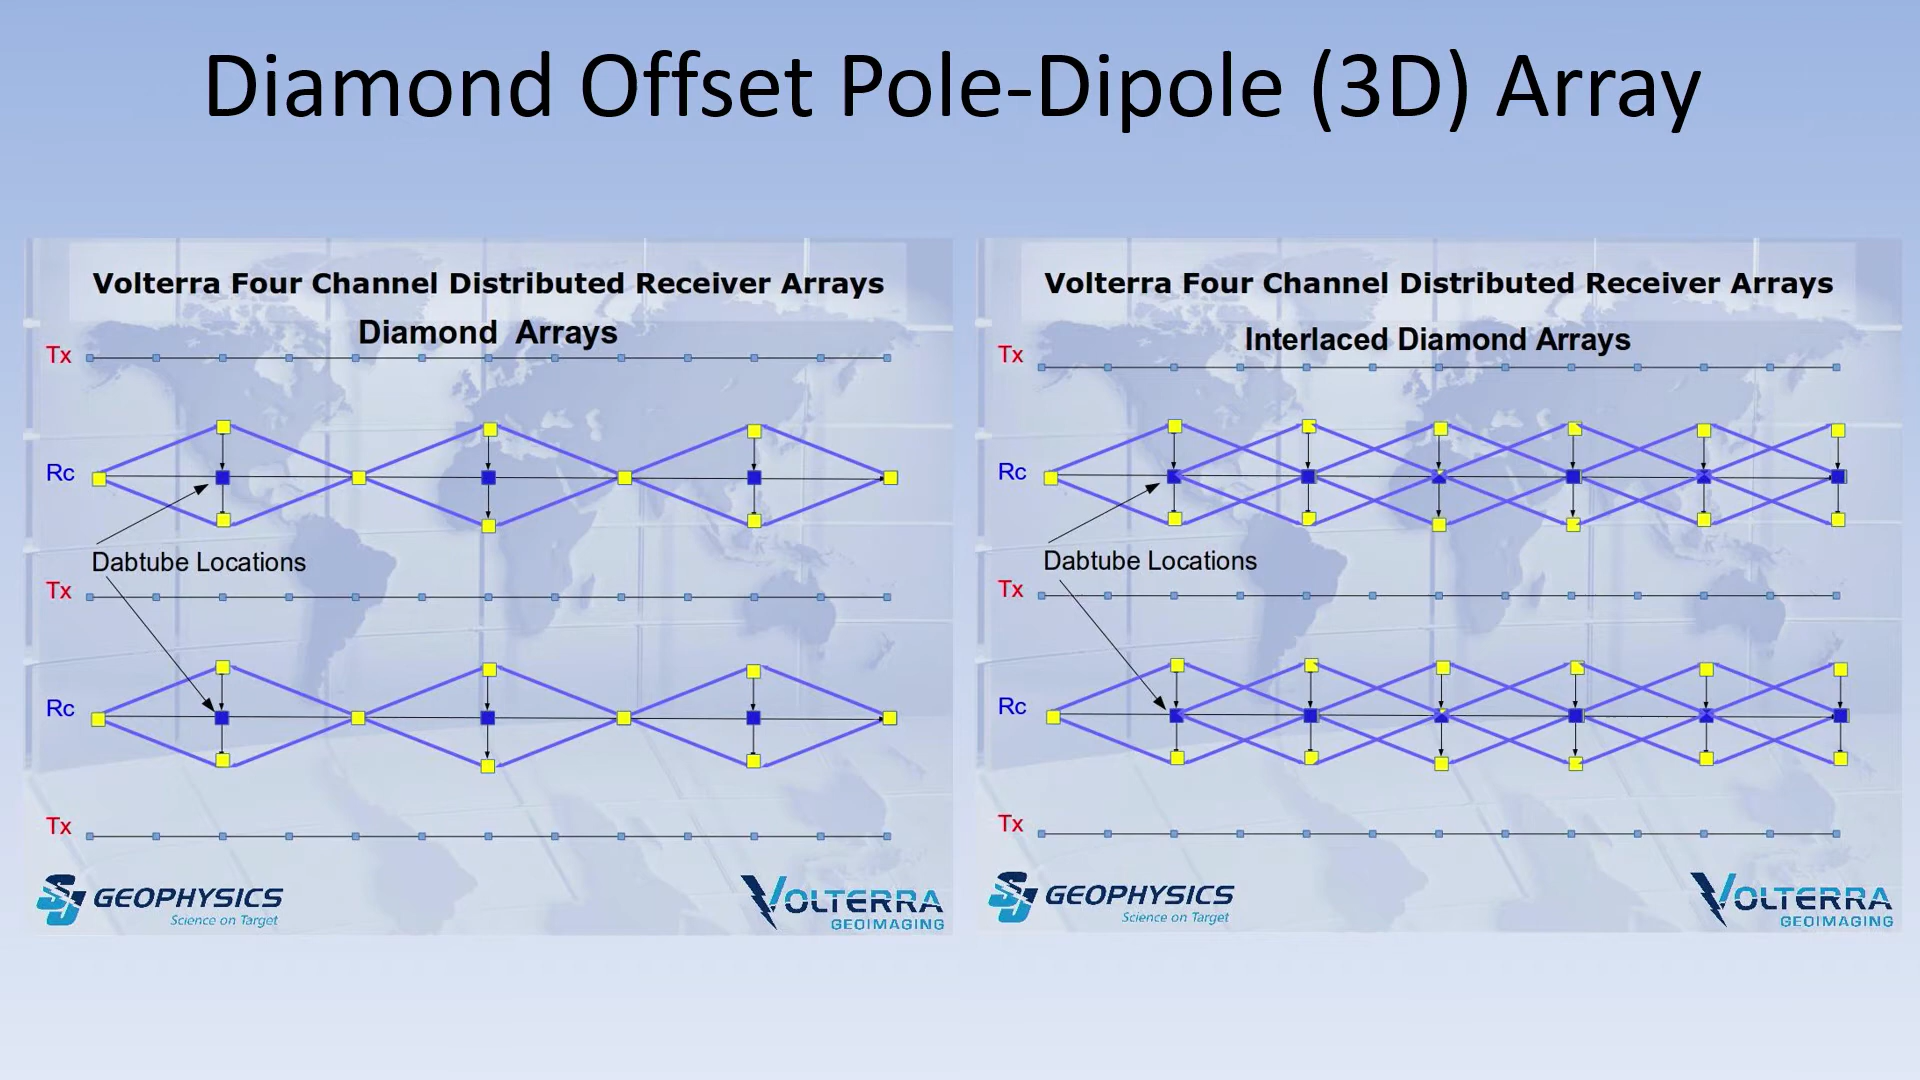 Diamond Offset Pole-Dipole (3D) Array
Volterra Four Channel Distributed Receiver Arrays
Diamond Arrays
Tx
Rc
Dabtube Locations
Tx
Rc
Tx
SJ GEOPHYSICS
Science on Target
VOLTERRA
GEOIMAGING
Volterra Four Channel Distributed Receiver Arrays
Interlaced Diamond Arrays
Tx
Rc
Dabtube Locations
Tx
Rc
Tx
SJ GEOPHYSICS
Science on Target
VOLTERRA
GEOIMAGING